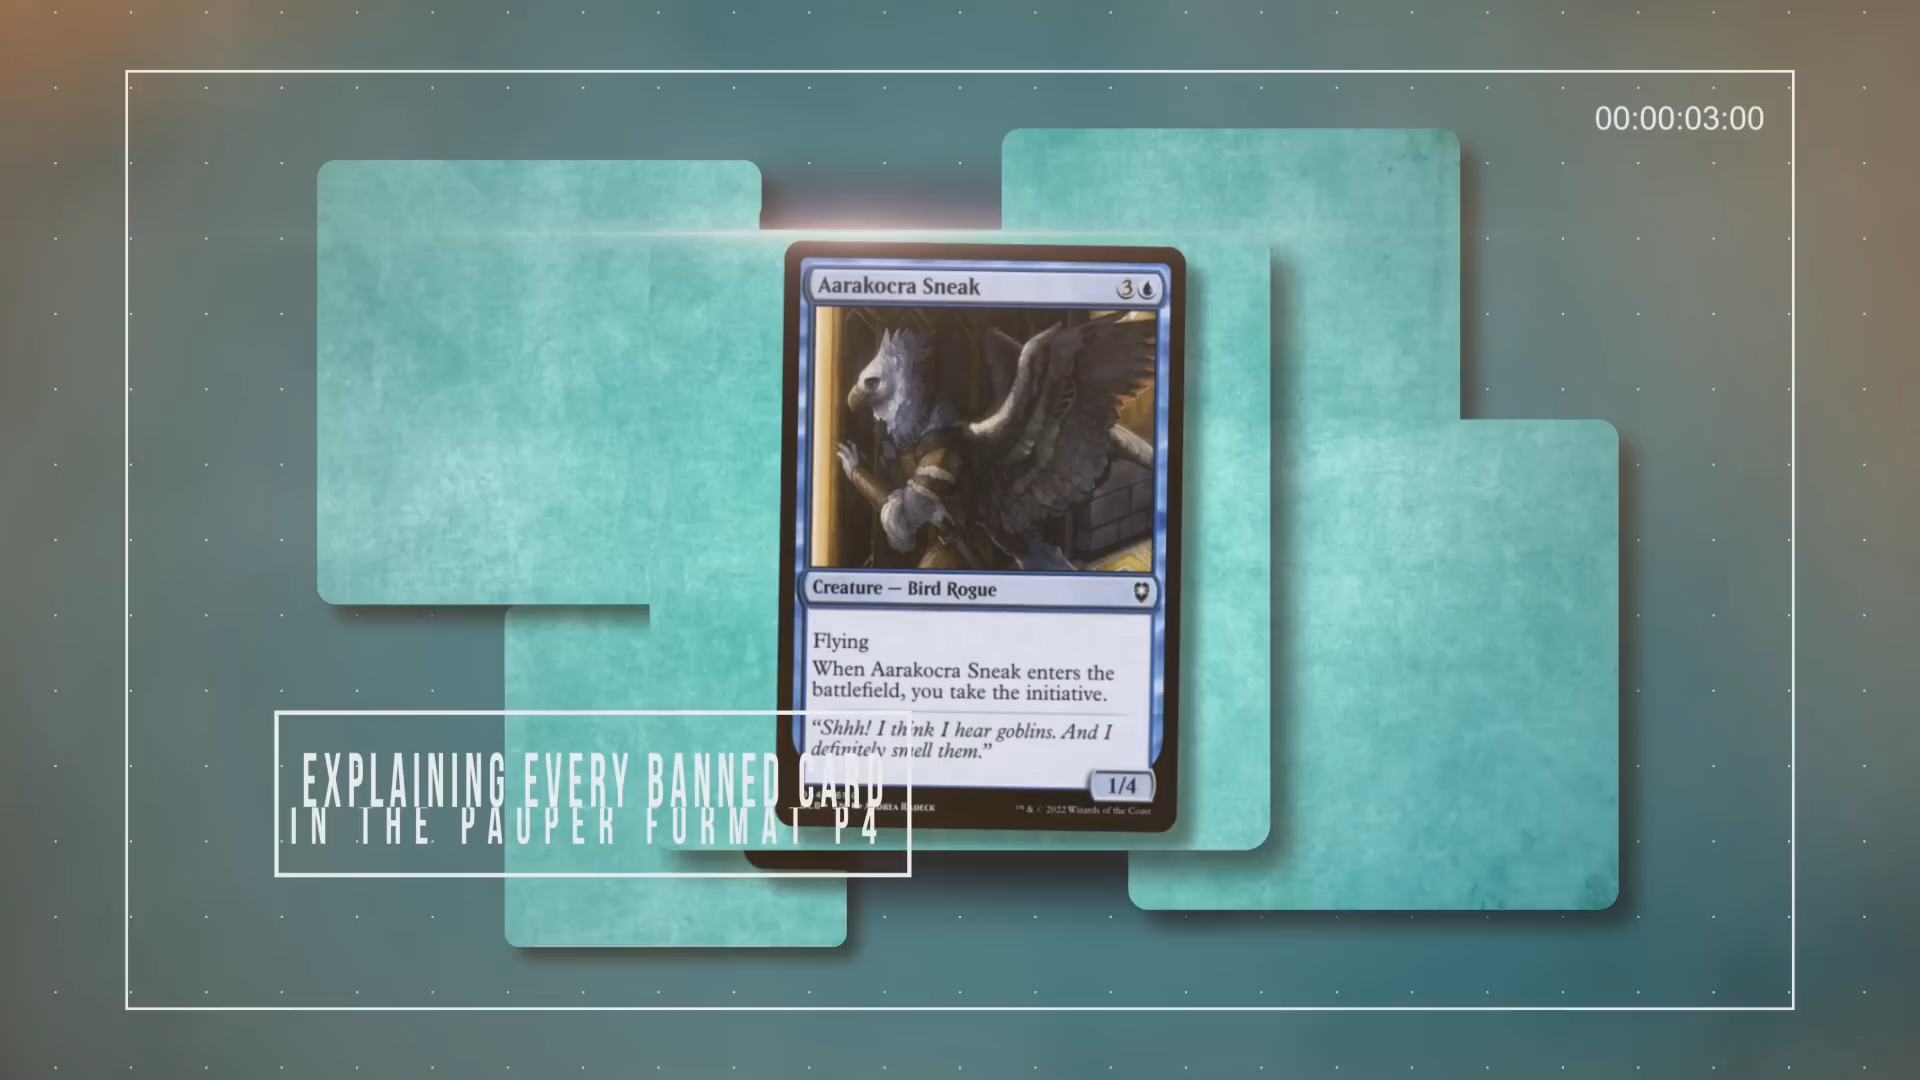 00:00:03:00
Aarakocra Sneak
3
Creature — Bird Rogue
Flying
When Aarakocra Sneak enters the
battlefield, you take the initiative.
“Shhh! I think I hear goblins. And I
definitely smell them.”
1/4
™ & © 2022 Wizards of the Coast
EXPLAINING EVERY BANNED CARD
IN THE PAUPER FORMAT P4